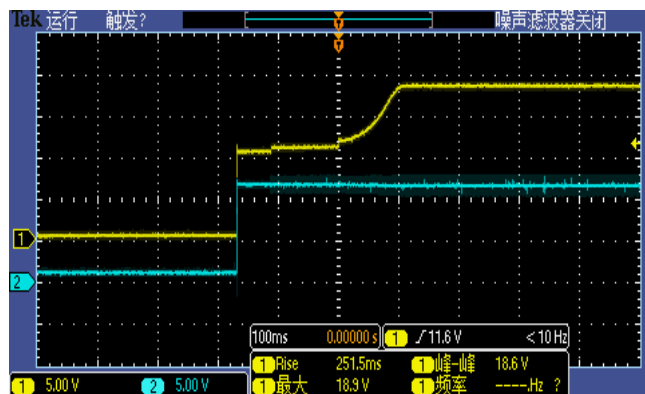 Tek 运行 触发? 噪声滤波器关闭
T
T
1
2
100ms 0.00000 s 1 11.6 V < 10 Hz
1 Rise 251.5ms 1 峰-峰 18.6 V
1 5.00 V 2 5.00 V 1 最大 18.9 V 1 频率 ----.Hz ?